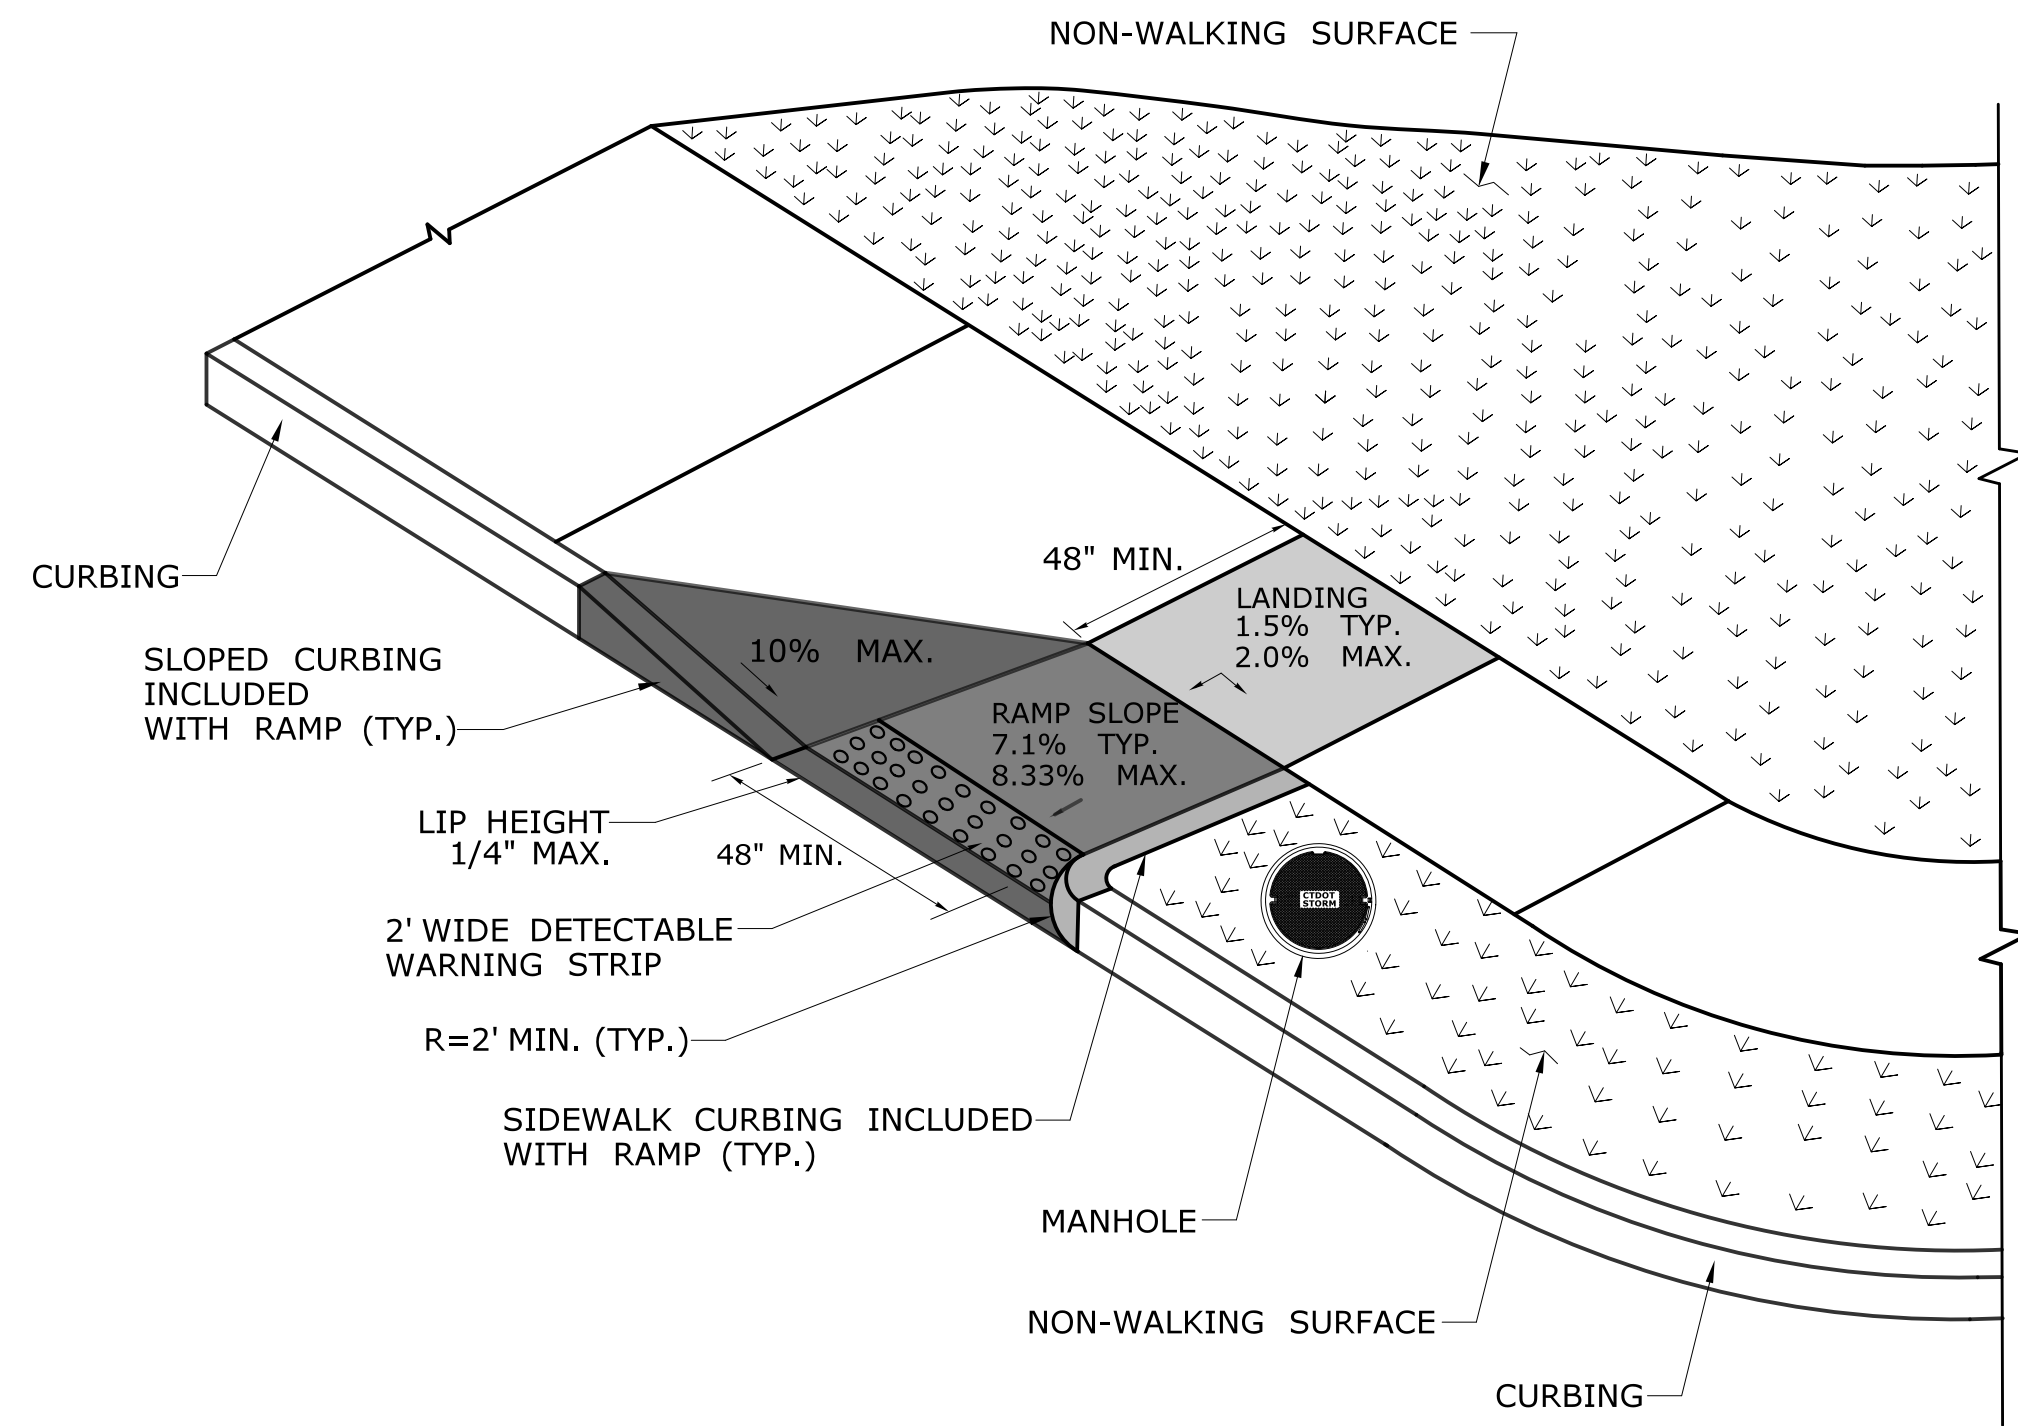 NON-WALKING SURFACE
48" MIN.
CURBING
LANDING
1.5% TYP.
2.0% MAX.
10% MAX.
SLOPED CURBING
INCLUDED
WITH RAMP (TYP.)
RAMP SLOPE
7.1% TYP.
8.33% MAX.
LIP HEIGHT
1/4" MAX.
48" MIN.
CTDOT
STORM
2' WIDE DETECTABLE
WARNING STRIP
R=2' MIN. (TYP.)
SIDEWALK CURBING INCLUDED
WITH RAMP (TYP.)
MANHOLE
NON-WALKING SURFACE
CURBING